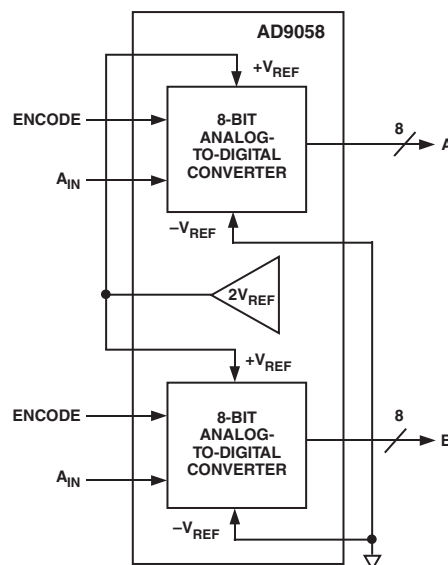 AD9058
+VREF
ENCODE
8-BIT
ANALOG-
TO-DIGITAL
CONVERTER
8
A
AIN
–VREF
2VREF
+VREF
ENCODE
8-BIT
ANALOG-
TO-DIGITAL
CONVERTER
8
AIN
–VREF